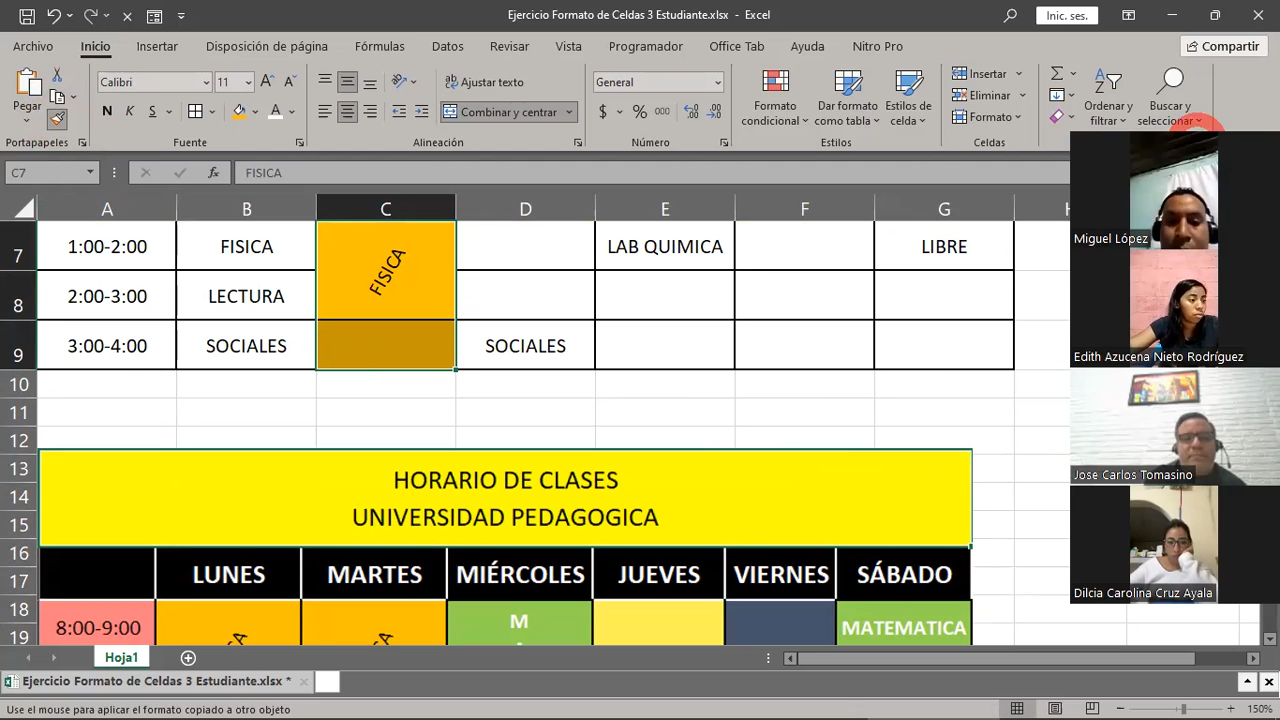 Ejercicio Formato de Celdas 3 Estudiante.xlsx - Excel
Inic. ses.
Archivo Inicio Insertar Disposición de página Fórmulas Datos Revisar Vista Programador Office Tab Ayuda Nitro Pro
Compartir
Pegar
Calibri 11
N K S
Ajustar texto
Combinar y centrar
General
$ % 000
Formato condicional
Dar formato como tabla
Estilos de celda
Insertar
Eliminar
Formato
Ordenar y filtrar
Buscar y seleccionar
Portapapeles Fuente Alineación Número Estilos Celdas
C7 fx FISICA
A B C D E F G H
7 1:00-2:00 FISICA FISICA LAB QUIMICA LIBRE
8 2:00-3:00 LECTURA
9 3:00-4:00 SOCIALES SOCIALES
10
11
12
13 HORARIO DE CLASES
14
15 UNIVERSIDAD PEDAGOGICA
16
17 LUNES MARTES MIÉRCOLES JUEVES VIERNES SÁBADO
18 M
19 8:00-9:00 MATEMATICA
Miguel López
Edith Azucena Nieto Rodríguez
Jose Carlos Tomasino
Dilcia Carolina Cruz Ayala
Hoja1
Ejercicio Formato de Celdas 3 Estudiante.xlsx *
Use el mouse para aplicar el formato copiado a otro objeto
150%